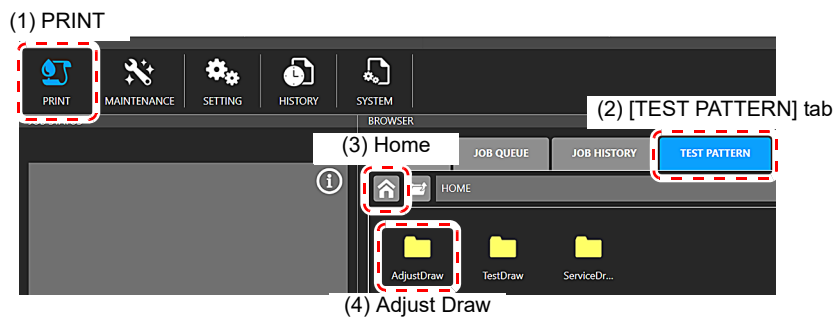 (1) PRINT
PRINT
MAINTENANCE
SETTING
HISTORY
SYSTEM
(2) [TEST PATTERN] tab
BROWSER
(3) Home
JOB QUEUE
JOB HISTORY
TEST PATTERN
HOME
AdjustDraw
TestDraw
ServiceDr...
(4) Adjust Draw